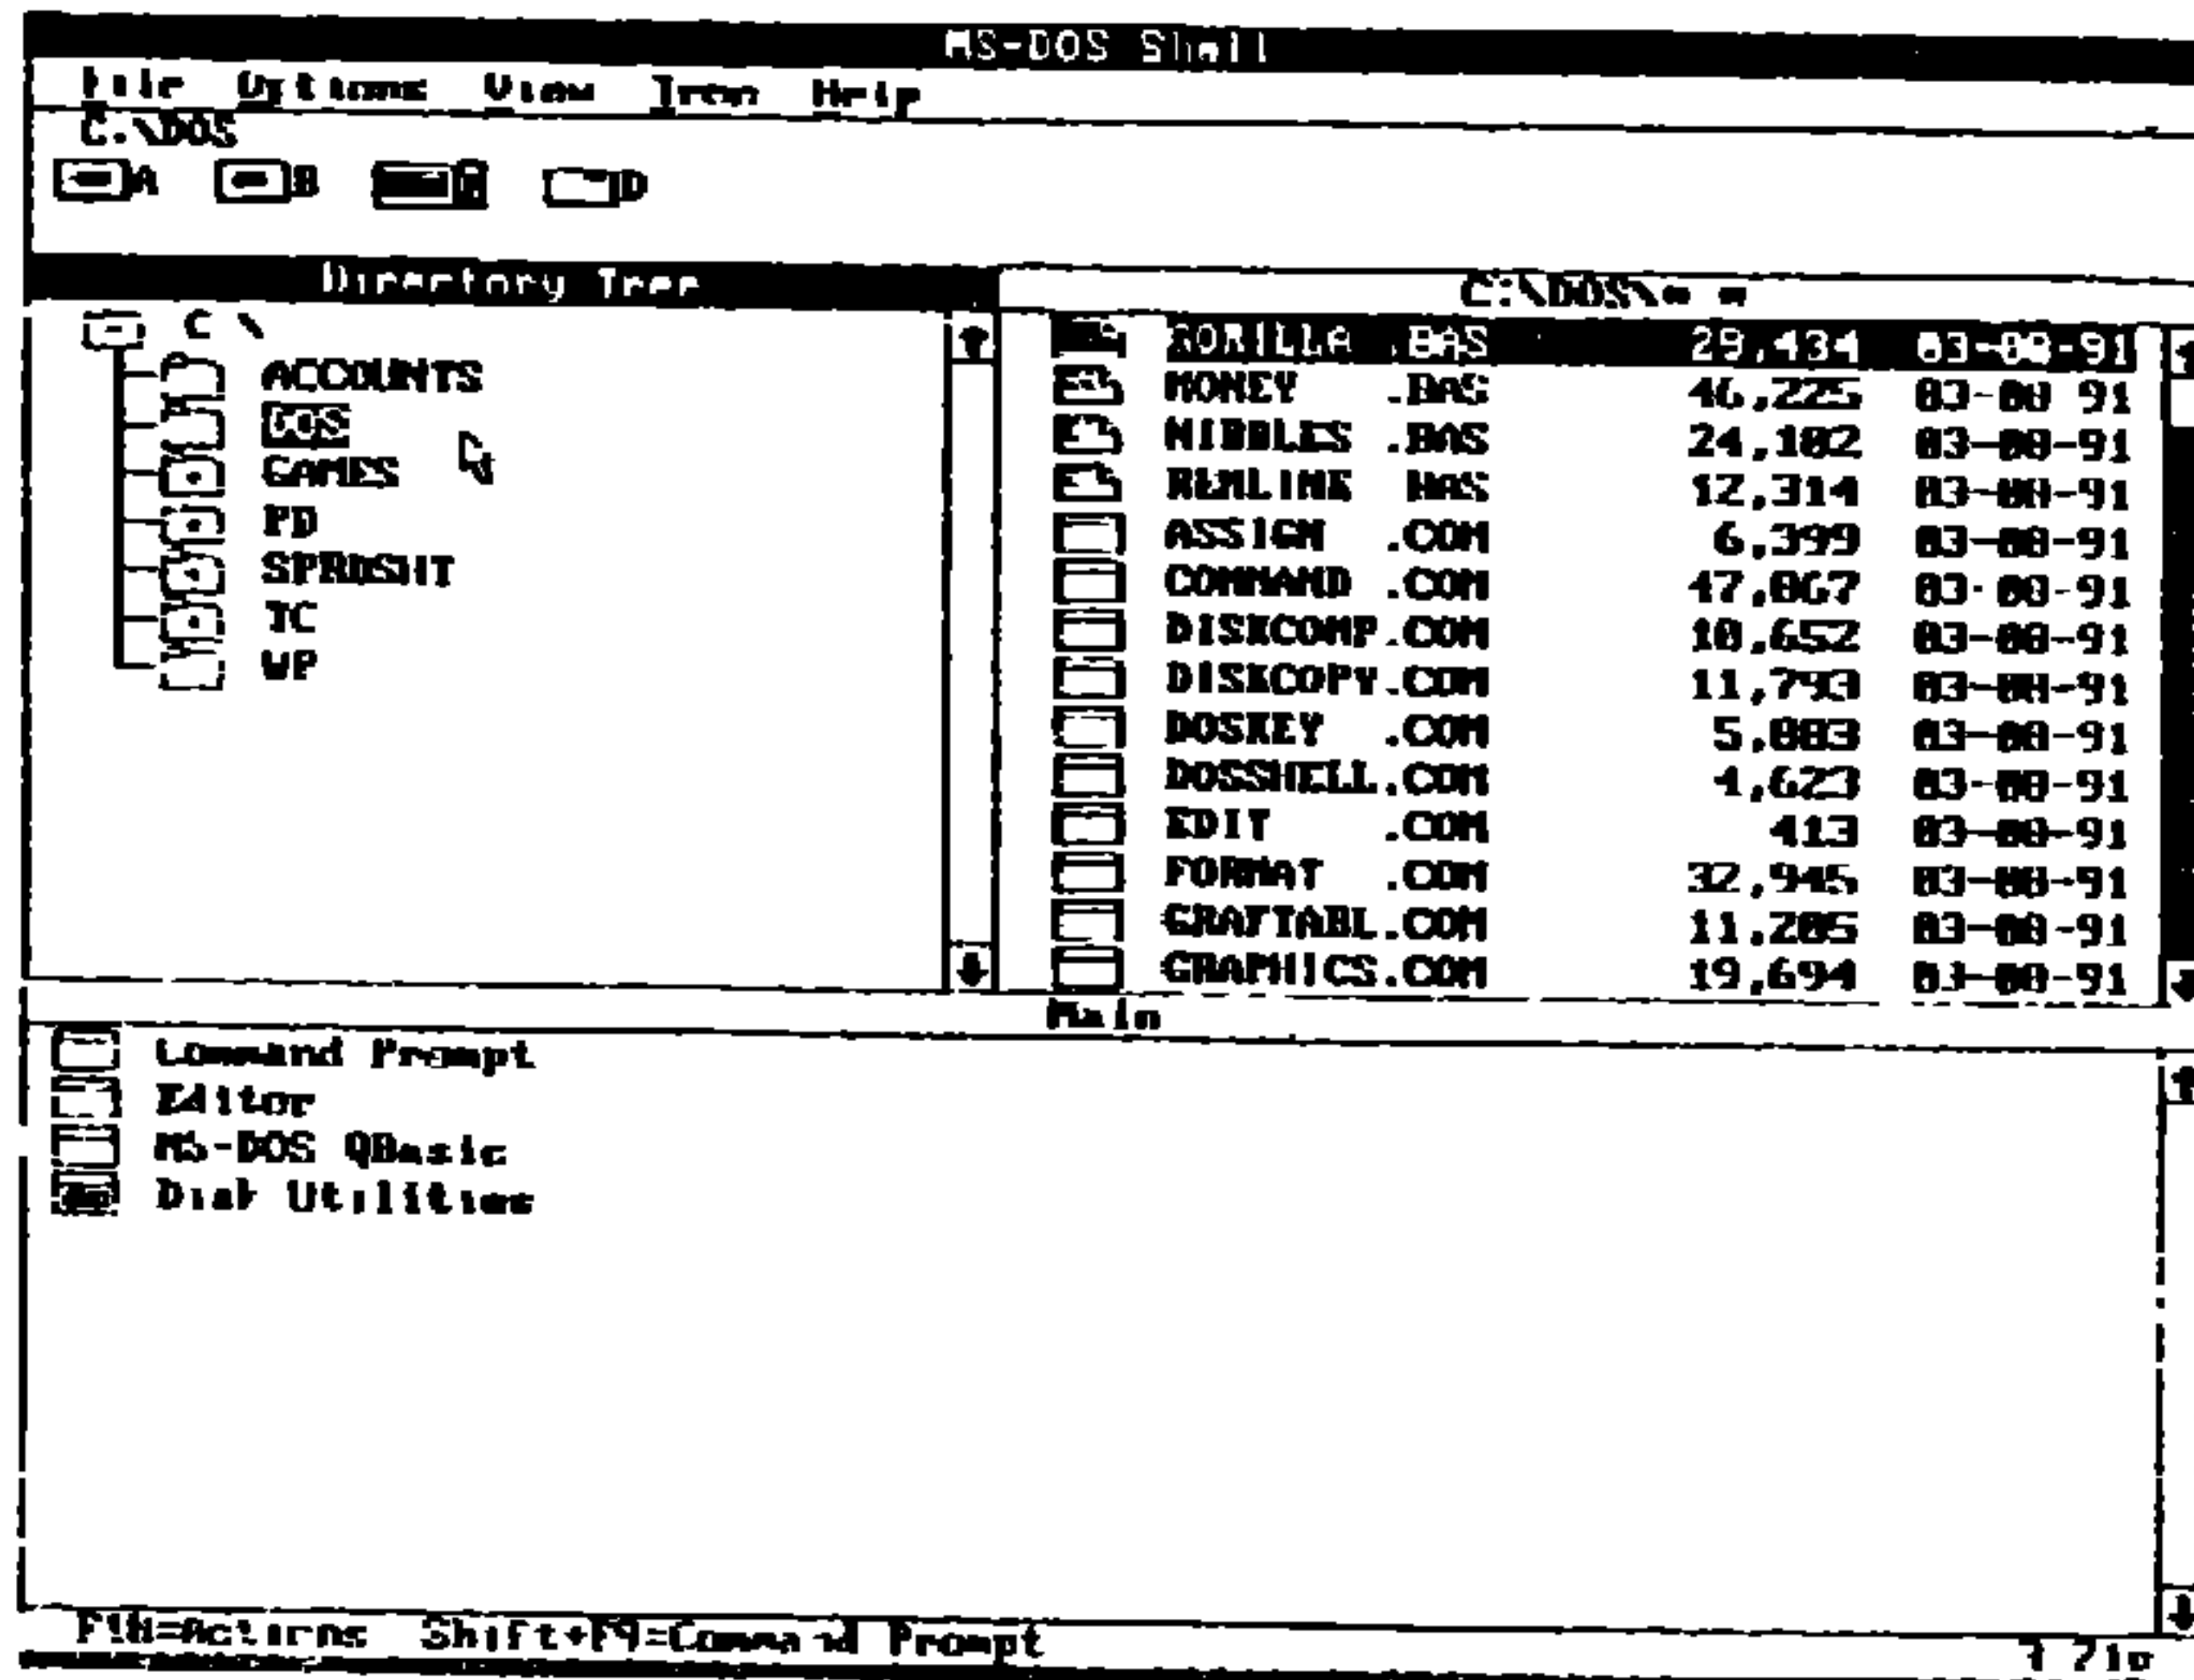 MS-DOS Shell
File Options View Tree Help
C:\DOS
A B C D
Directory Tree
C:\DOS\*.*
C:\
ACCOUNTS
DOS
GAMES
PD
SPRDSHT
TC
WP
GORILLA .BAS 29,434 03-08-91
MONEY .BAS 46,225 03-08-91
NIBBLES .BAS 24,102 03-08-91
REMLINE .BAS 12,314 03-08-91
ASSIGN .COM 6,399 03-08-91
COMMAND .COM 47,867 03-08-91
DISKCOMP.COM 10,652 03-08-91
DISKCOPY.COM 11,793 03-08-91
DOSKEY .COM 5,883 03-08-91
DOSSHELL.COM 4,623 03-08-91
EDIT .COM 413 03-08-91
FORMAT .COM 32,945 03-08-91
GRAFTABL.COM 11,205 03-08-91
GRAPHICS.COM 19,694 03-08-91
Main
Command Prompt
Editor
MS-DOS QBasic
Disk Utilities
F10=Actions Shift+F9=Command Prompt